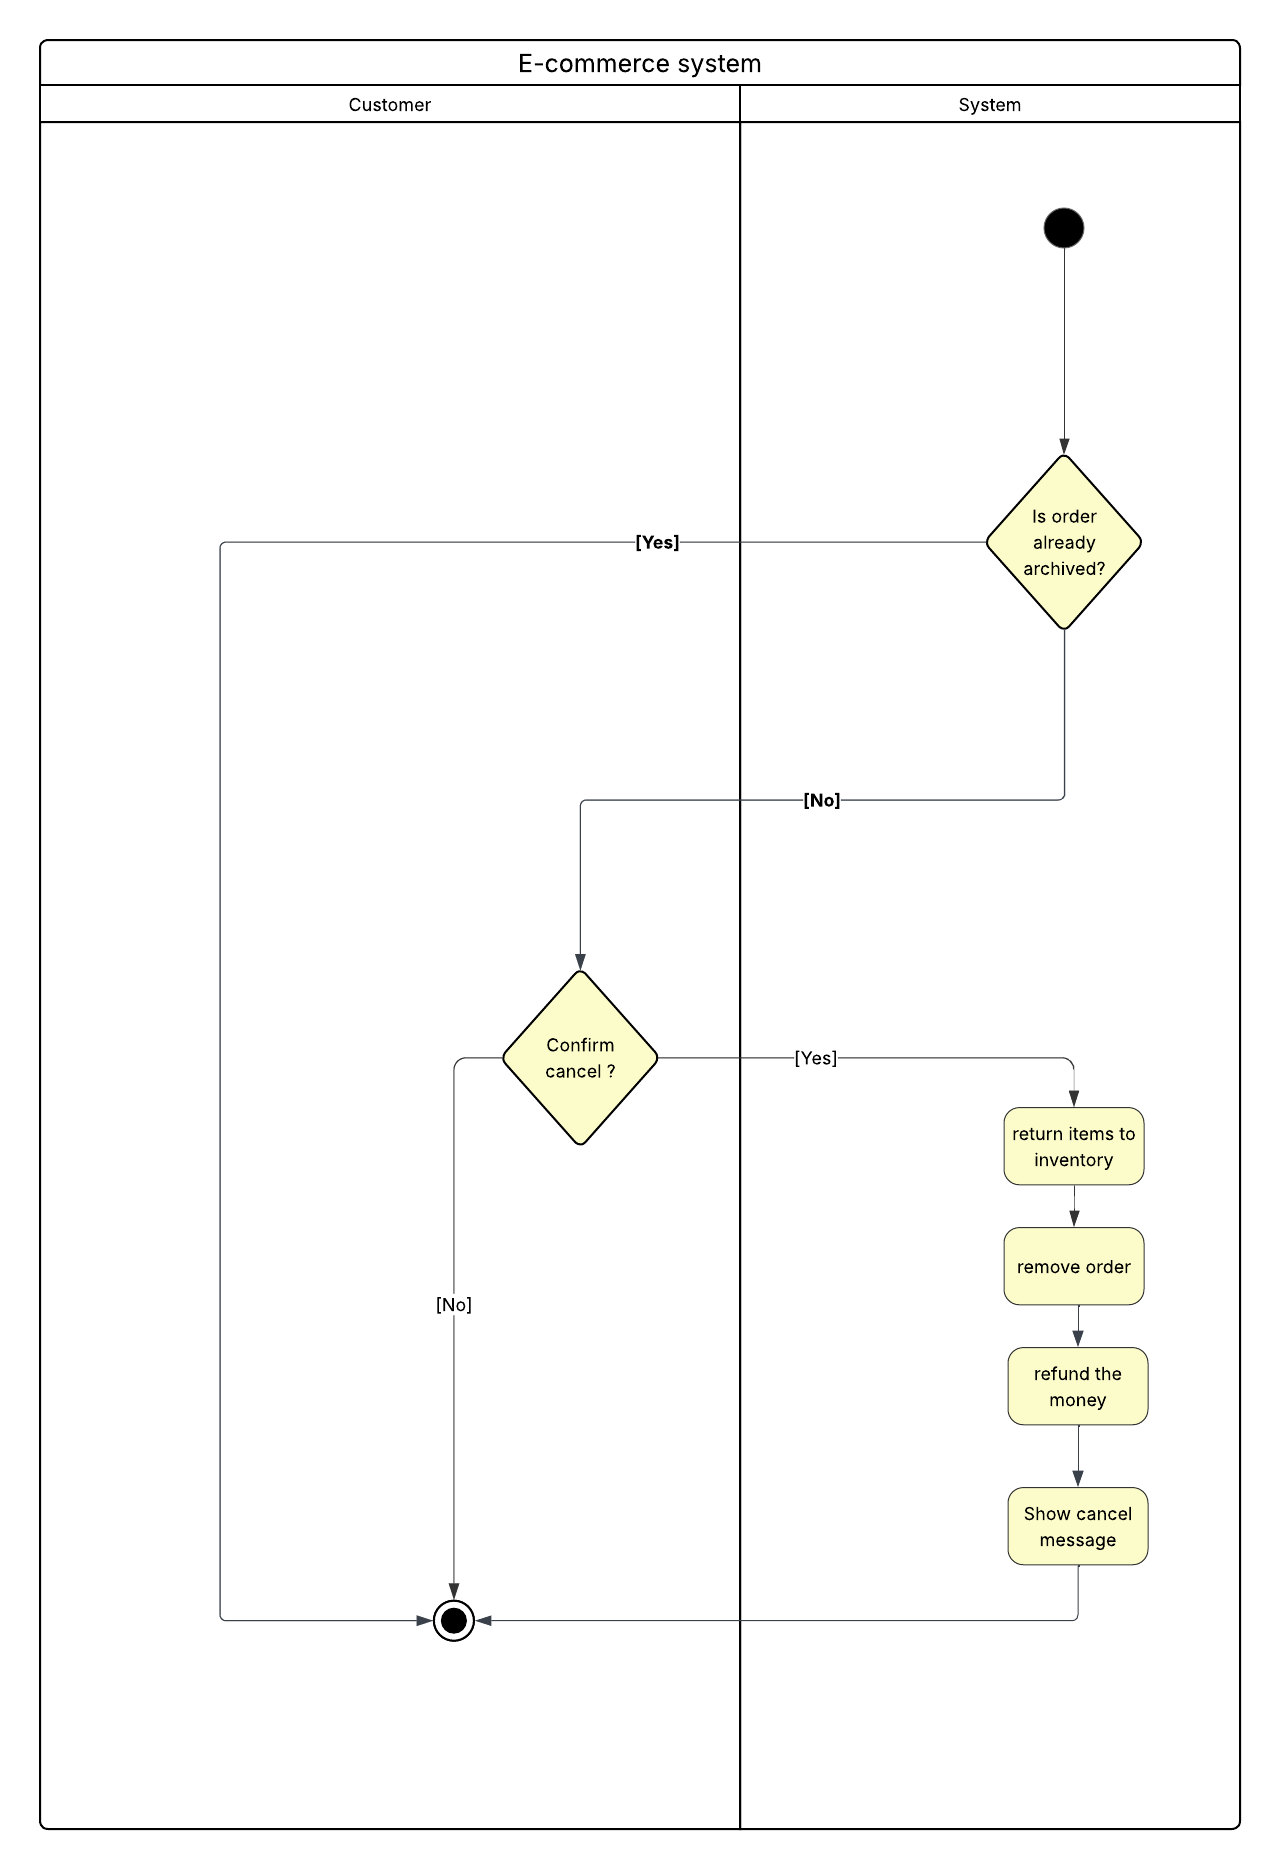 E-commerce system
Customer
System
Is order
already
archived?
[Yes]
[No]
Confirm
cancel ?
[Yes]
return items to
inventory
remove order
[No]
refund the
money
Show cancel
message